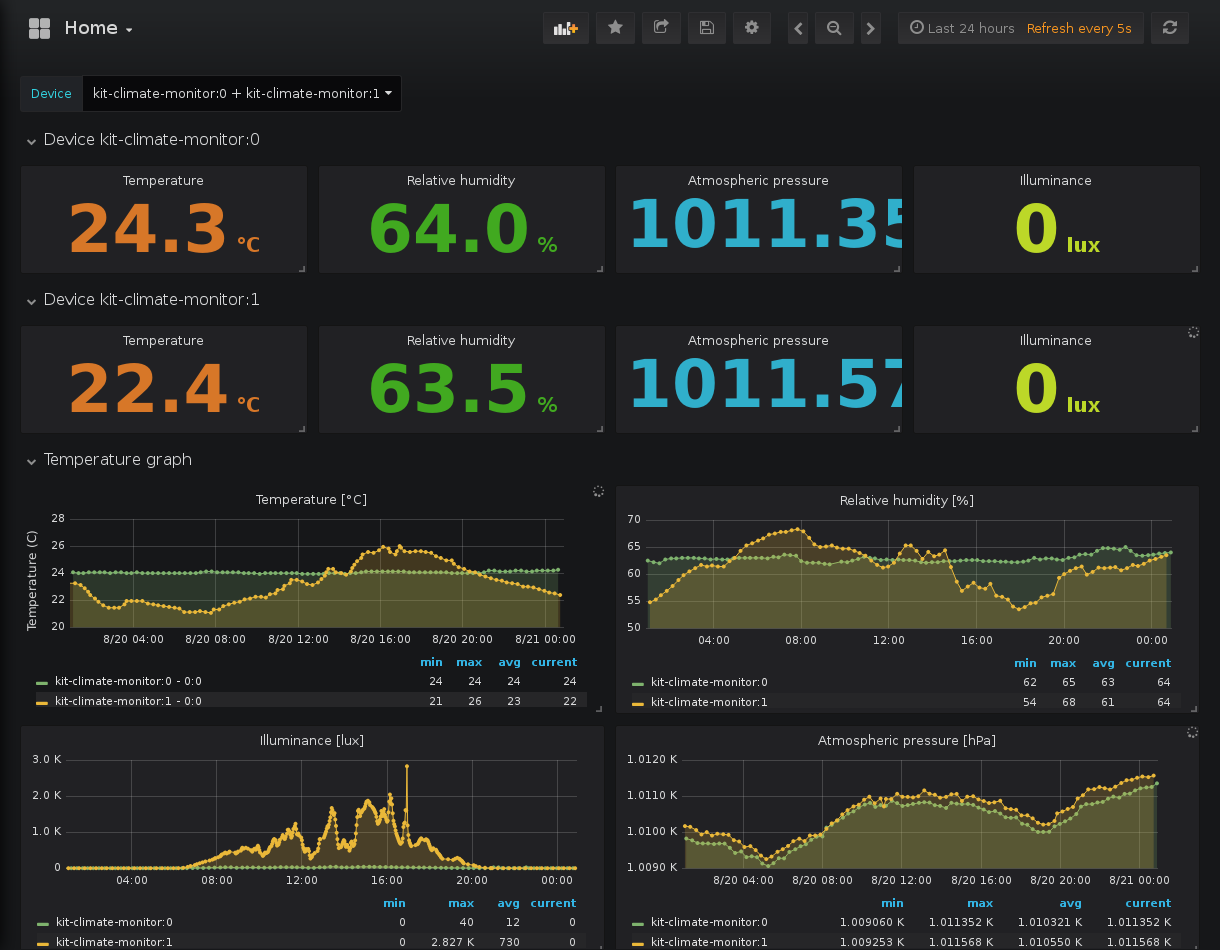 Home
Last 24 hours Refresh every 5s
Device kit-climate-monitor:0 + kit-climate-monitor:1
Device kit-climate-monitor:0
Temperature Relative humidity Atmospheric pressure Illuminance
24.3 °C 64.0 % 1011.35 0 lux
Device kit-climate-monitor:1
Temperature Relative humidity Atmospheric pressure Illuminance
22.4 °C 63.5 % 1011.57 0 lux
Temperature graph
Temperature [°C]
Temperature (C)
28
26
24
22
20
8/20 04:00 8/20 08:00 8/20 12:00 8/20 16:00 8/20 20:00 8/21 00:00
min max avg current
kit-climate-monitor:0 - 0:0 24 24 24 24
kit-climate-monitor:1 - 0:0 21 26 23 22
Relative humidity [%]
70
65
60
55
50
04:00 08:00 12:00 16:00 20:00 00:00
min max avg current
kit-climate-monitor:0 62 65 63 64
kit-climate-monitor:1 54 68 61 64
Illuminance [lux]
3.0 K
2.0 K
1.0 K
0
04:00 08:00 12:00 16:00 20:00 00:00
min max avg current
kit-climate-monitor:0 0 40 12 0
kit-climate-monitor:1 0 2.827 K 730 0
Atmospheric pressure [hPa]
1.0120 K
1.0110 K
1.0100 K
1.0090 K
8/20 04:00 8/20 08:00 8/20 12:00 8/20 16:00 8/20 20:00 8/21 00:00
min max avg current
kit-climate-monitor:0 1.009060 K 1.011352 K 1.010321 K 1.011352 K
kit-climate-monitor:1 1.009253 K 1.011568 K 1.010550 K 1.011568 K